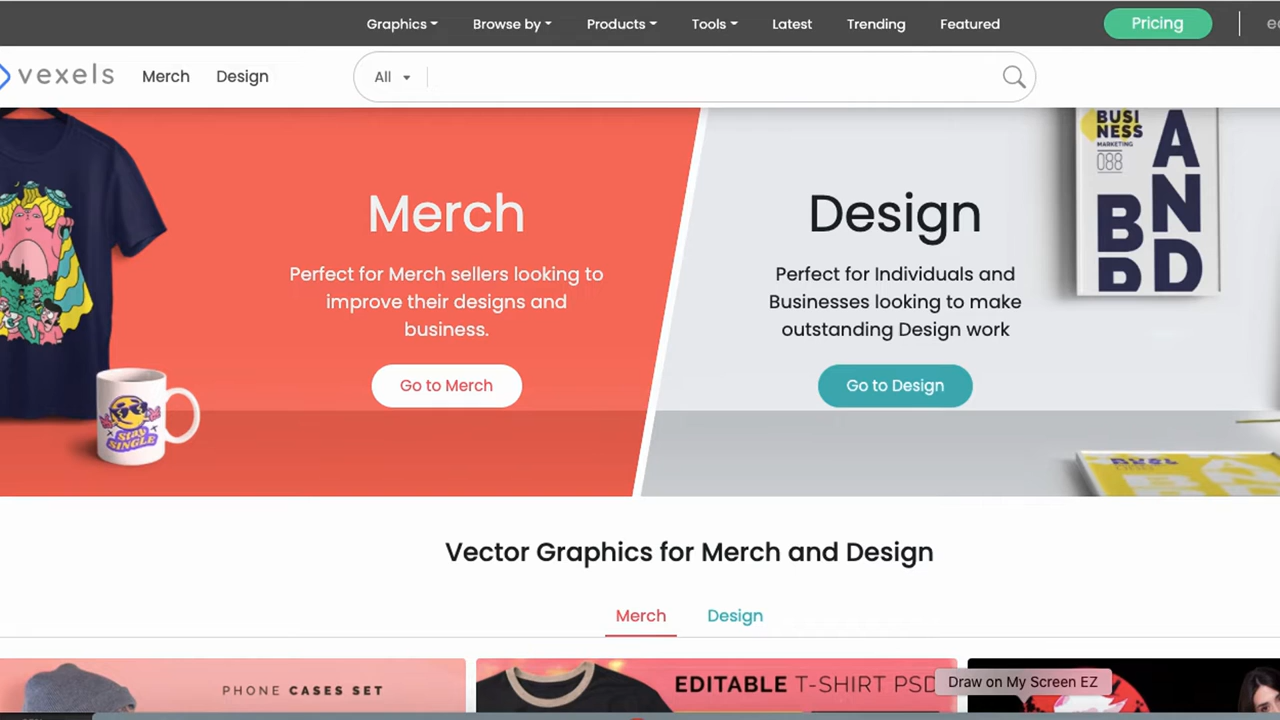 Graphics Browse by Products Tools Latest Trending Featured Pricing
vexels Merch Design All
BUSI
NESS
MARKETING
088
A
N
D
B
Merch
Perfect for Merch sellers looking to
improve their designs and
business.
Go to Merch
Stay
SINGLE
Design
Perfect for Individuals and
Businesses looking to make
outstanding Design work
Go to Design
Vector Graphics for Merch and Design
Merch Design
PHONE CASES SET
EDITABLE T-SHIRT PSD
Draw on My Screen EZ